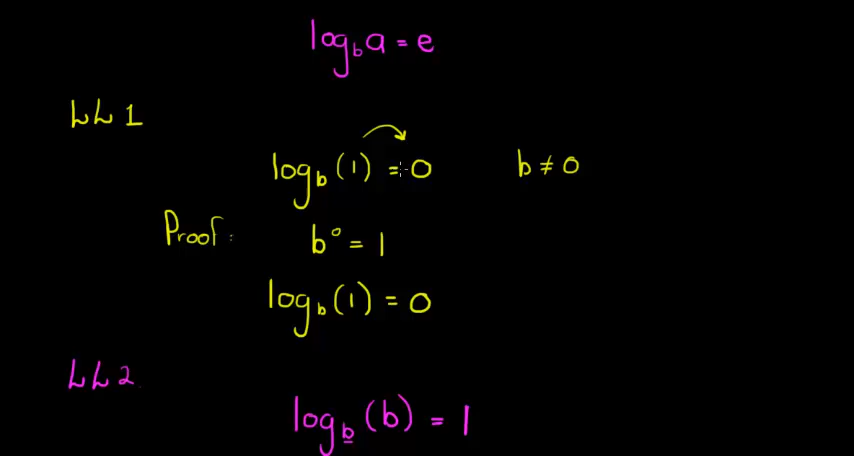 log_b a = e
LL 1
log_b (1) = 0 b ≠ 0
Proof: b⁰ = 1
log_b (1) = 0
LL 2
log_b (b) = 1